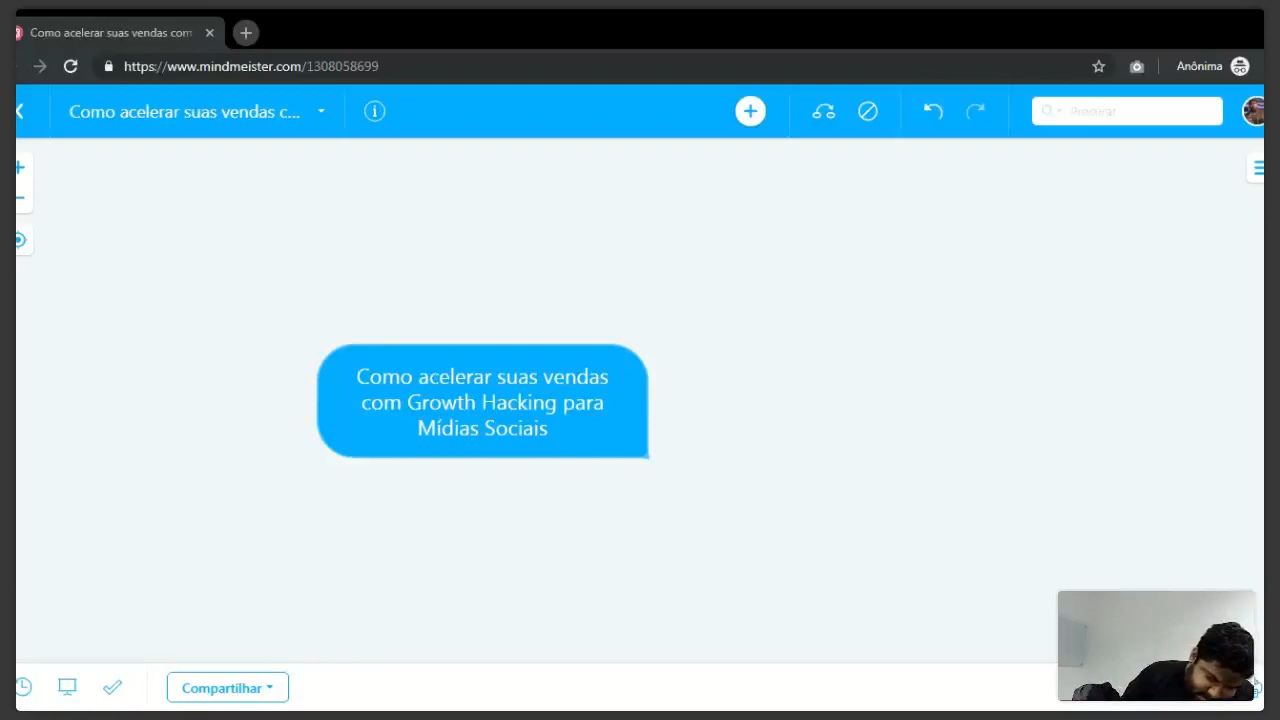 Como acelerar suas vendas com
https://www.mindmeister.com/1308058699
Anônima
Como acelerar suas vendas c...
Procurar
Como acelerar suas vendas
com Growth Hacking para
Mídias Sociais
Compartilhar